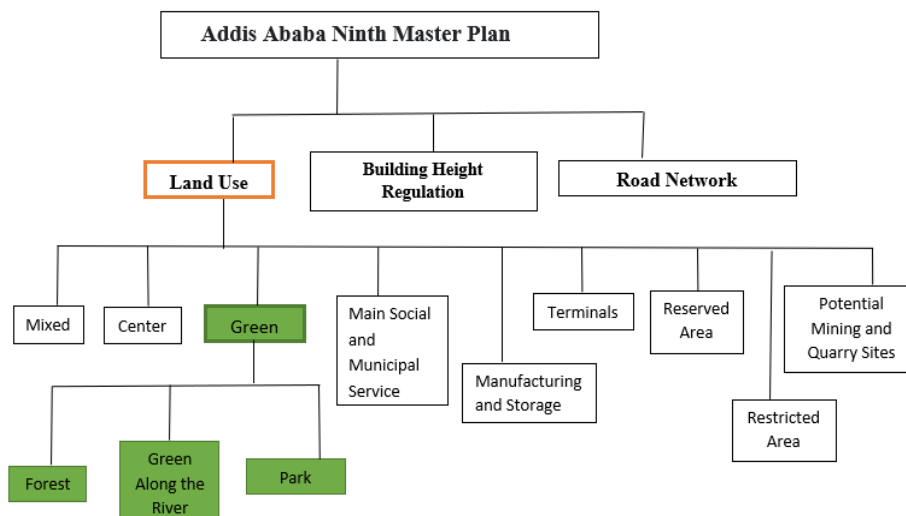 Addis Ababa Ninth Master Plan
Land Use
Building Height
Regulation
Road Network
Mixed
Center
Green
Main Social
and
Municipal
Service
Manufacturing
and Storage
Terminals
Reserved
Area
Restricted
Area
Potential
Mining and
Quarry Sites
Forest
Green
Along the
River
Park